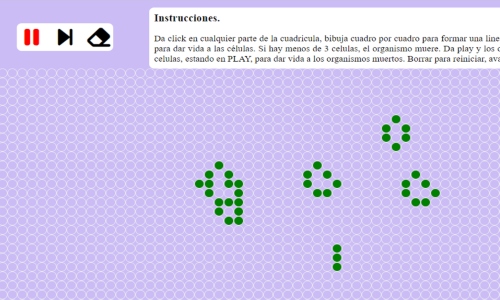 Instrucciones.
Da click en cualquier parte de la cuadricula, bibuja cuadro por cuadro para formar una line
para dar vida a las células. Si hay menos de 3 celulas, el organismo muere. Da play y los
celulas, estando en PLAY, para dar vida a los organismos muertos. Borrar para reiniciar, ava